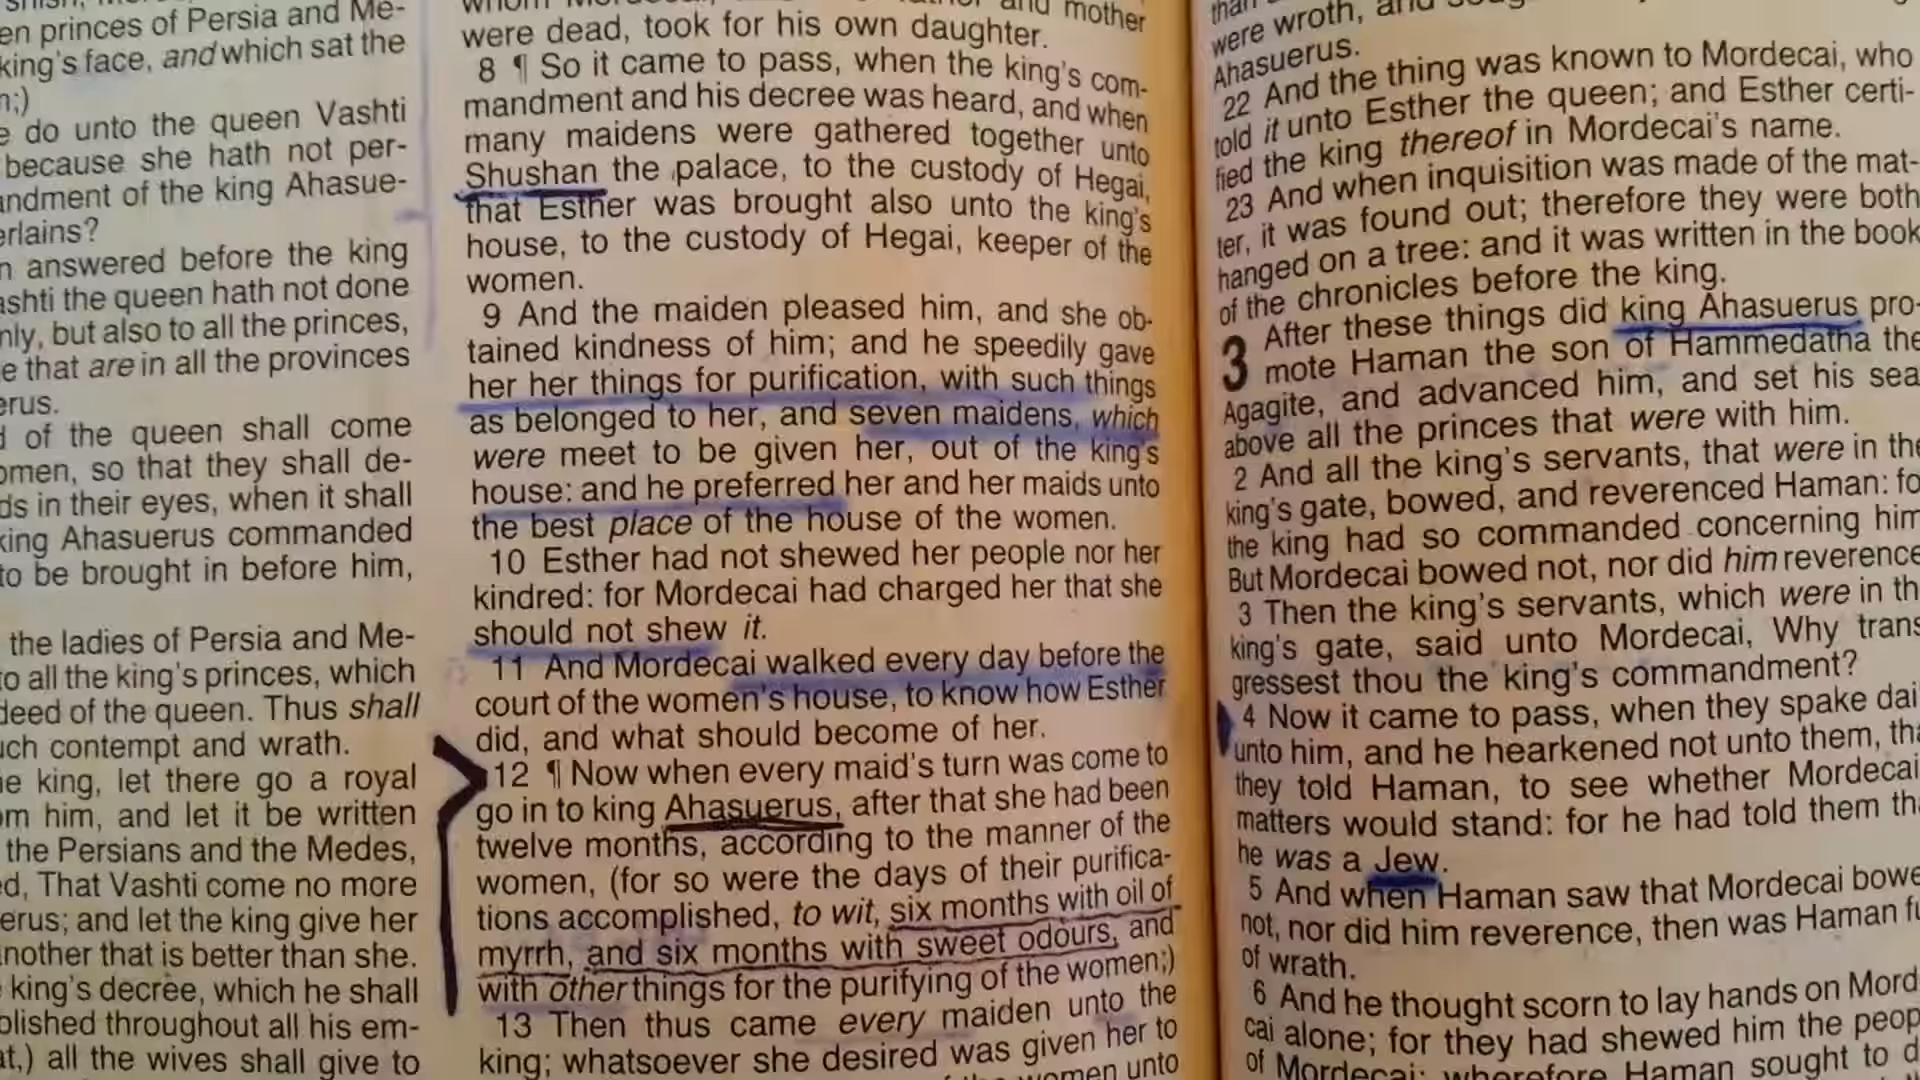 en princes of Persia and Me-
king's face, and which sat the
n;)
e do unto the queen Vashti
because she hath not per-
andment of the king Ahasue-
erlains?
n answered before the king
ashti the queen hath not done
nly, but also to all the princes,
e that are in all the provinces
erus.
d of the queen shall come
omen, so that they shall de-
ds in their eyes, when it shall
king Ahasuerus commanded
to be brought in before him,
the ladies of Persia and Me-
to all the king's princes, which
deed of the queen. Thus shall
uch contempt and wrath.
he king, let there go a royal
om him, and let it be written
the Persians and the Medes,
ed, That Vashti come no more
erus; and let the king give her
nother that is better than she.
king's decree, which he shall
blished throughout all his em-
at,) all the wives shall give to
and mother
were dead, took for his own daughter.
8 ¶ So it came to pass, when the king's com-
mandment and his decree was heard, and when
many maidens were gathered together unto
Shushan the palace, to the custody of Hegai,
that Esther was brought also unto the king's
house, to the custody of Hegai, keeper of the
women.
9 And the maiden pleased him, and she ob-
tained kindness of him; and he speedily gave
her her things for purification, with such things
as belonged to her, and seven maidens, which
were meet to be given her, out of the king's
house: and he preferred her and her maids unto
the best place of the house of the women.
10 Esther had not shewed her people nor her
kindred: for Mordecai had charged her that she
should not shew it.
11 And Mordecai walked every day before the
court of the women's house, to know how Esther
did, and what should become of her.
12 ¶ Now when every maid's turn was come to
go in to king Ahasuerus, after that she had been
twelve months, according to the manner of the
women, (for so were the days of their purifica-
tions accomplished, to wit, six months with oil of
myrrh, and six months with sweet odours, and
with other things for the purifying of the women;)
13 Then thus came every maiden unto the
king; whatsoever she desired was given her to
women unto
than
were wroth, and
Ahasuerus.
22 And the thing was known to Mordecai, who
told it unto Esther the queen; and Esther certi-
fied the king thereof in Mordecai's name.
23 And when inquisition was made of the mat-
ter, it was found out; therefore they were both
hanged on a tree: and it was written in the book
of the chronicles before the king.
3 After these things did king Ahasuerus pro-
mote Haman the son of Hammedatha the
Agagite, and advanced him, and set his sea
above all the princes that were with him.
2 And all the king's servants, that were in the
king's gate, bowed, and reverenced Haman: fo
the king had so commanded concerning him
But Mordecai bowed not, nor did him reverence
3 Then the king's servants, which were in th
king's gate, said unto Mordecai, Why trans
gressest thou the king's commandment?
4 Now it came to pass, when they spake dai
unto him, and he hearkened not unto them, tha
they told Haman, to see whether Mordecai
matters would stand: for he had told them tha
he was a Jew.
5 And when Haman saw that Mordecai bowe
not, nor did him reverence, then was Haman fu
of wrath.
6 And he thought scorn to lay hands on Mord
cai alone; for they had shewed him the peop
of Mordecai: wherefore Haman sought to d